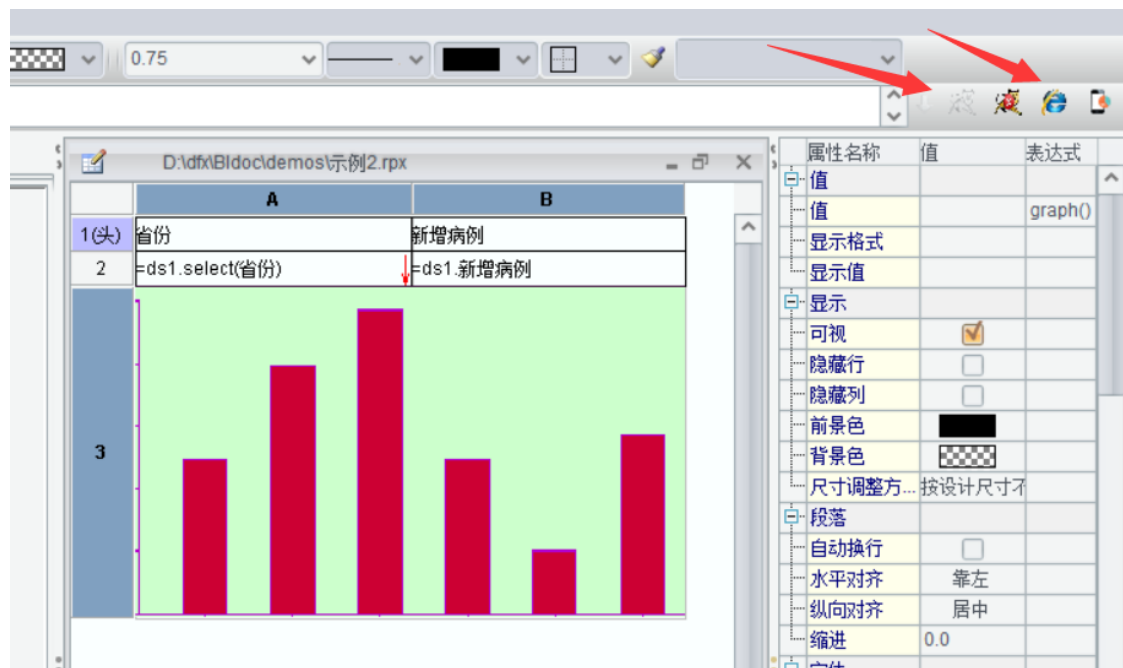 0.75
D:\dfx\BIdoc\demos\示例2.rpx
属性名称 值 表达式
A B
值
1(头) 省份 新增病例
值 graph()
2 =ds1.select(省份) =ds1.新增病例
显示格式
显示值
显示
可视
隐藏行
隐藏列
前景色
3
背景色
尺寸调整方... 按设计尺寸不
段落
自动换行
水平对齐 靠左
纵向对齐 居中
缩进 0.0